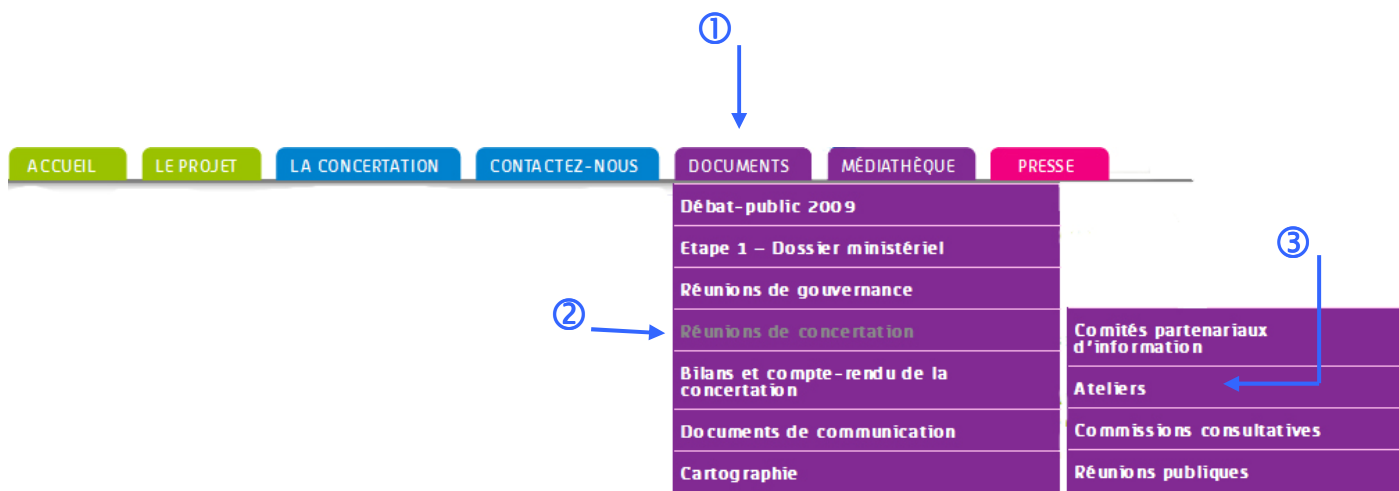 ①
ACCUEIL LE PROJET LA CONCERTATION CONTACTEZ-NOUS DOCUMENTS MÉDIATHÈQUE PRESSE
Débat-public 2009
Etape 1 – Dossier ministériel
③
Réunions de gouvernance
②
Réunions de concertation
Comités partenariaux
d'information
Bilans et compte-rendu de la
concertation
Ateliers
Documents de communication
Commissions consultatives
Cartographie
Réunions publiques